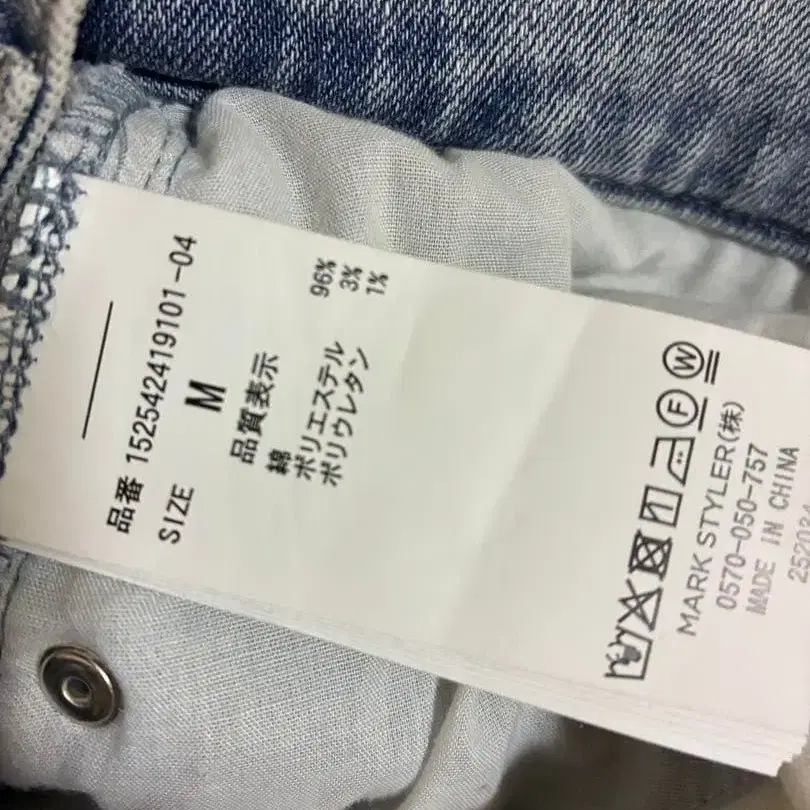 品番 152542419101-04
SIZE M
品質表示
綿 96%
ポリエステル 3%
ポリウレタン 1%
W
F
MARK STYLER(株)
0570-050-757
MADE IN CHINA